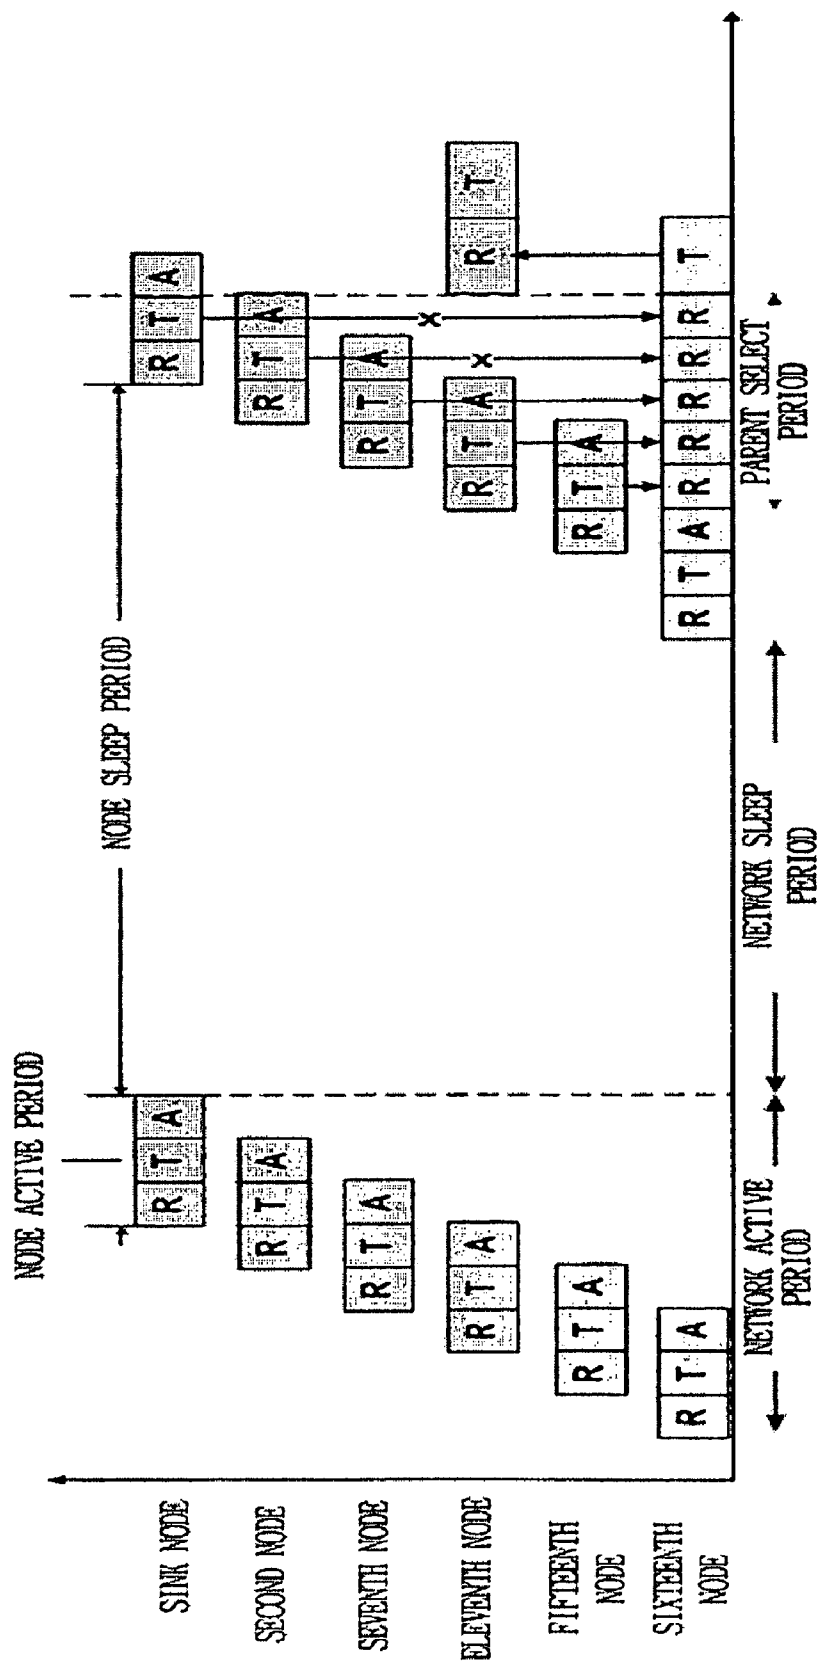 NODE ACTIVE PERIOD
NODE SLEEP PERIOD
SINK NODE
R T A
R T A
SECOND NODE
R T A
R T A
SEVENTH NODE
R T A
R T A
X
ELEVENTH NODE
R T A
R T A
X
R T
FIFTEENTH
NODE
R T A
R T A
SIXTEENTH
NODE
R T A
R T A R R R R R T
NETWORK ACTIVE
PERIOD
NETWORK SLEEP
PERIOD
PARENT SELECT
PERIOD